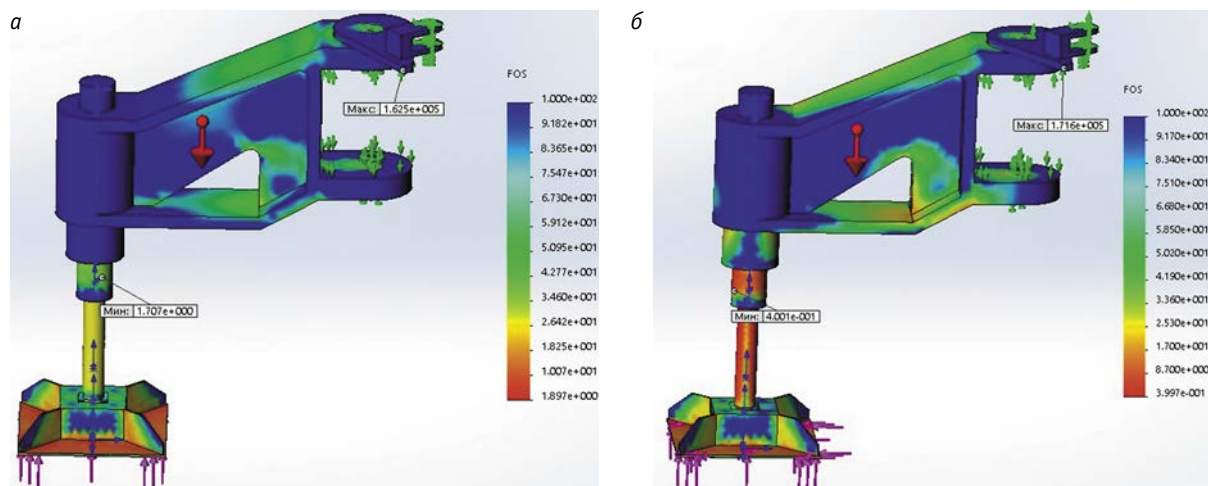 а
FOS
1.000e+002
9.182e+001
8.365e+001
7.547e+001
6.730e+001
5.912e+001
5.095e+001
4.277e+001
3.460e+001
2.642e+001
1.825e+001
1.007e+001
1.897e+000
Макс: 1.625e+005
Мин: 1.707e+000
б
FOS
1.000e+002
9.170e+001
8.340e+001
7.510e+001
6.680e+001
5.850e+001
5.020e+001
4.190e+001
3.360e+001
2.530e+001
1.700e+001
8.700e+000
3.997e-001
Макс: 1.716e+005
Мин: 4.001e-001